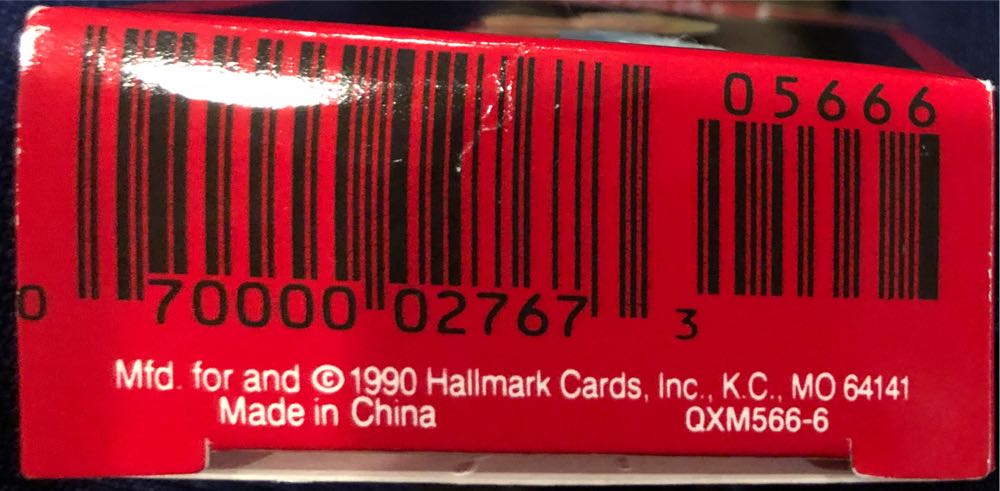 05666
0 70000 02767 3
Mfd. for and © 1990 Hallmark Cards, Inc., K.C., MO 64141
Made in China QXM566-6